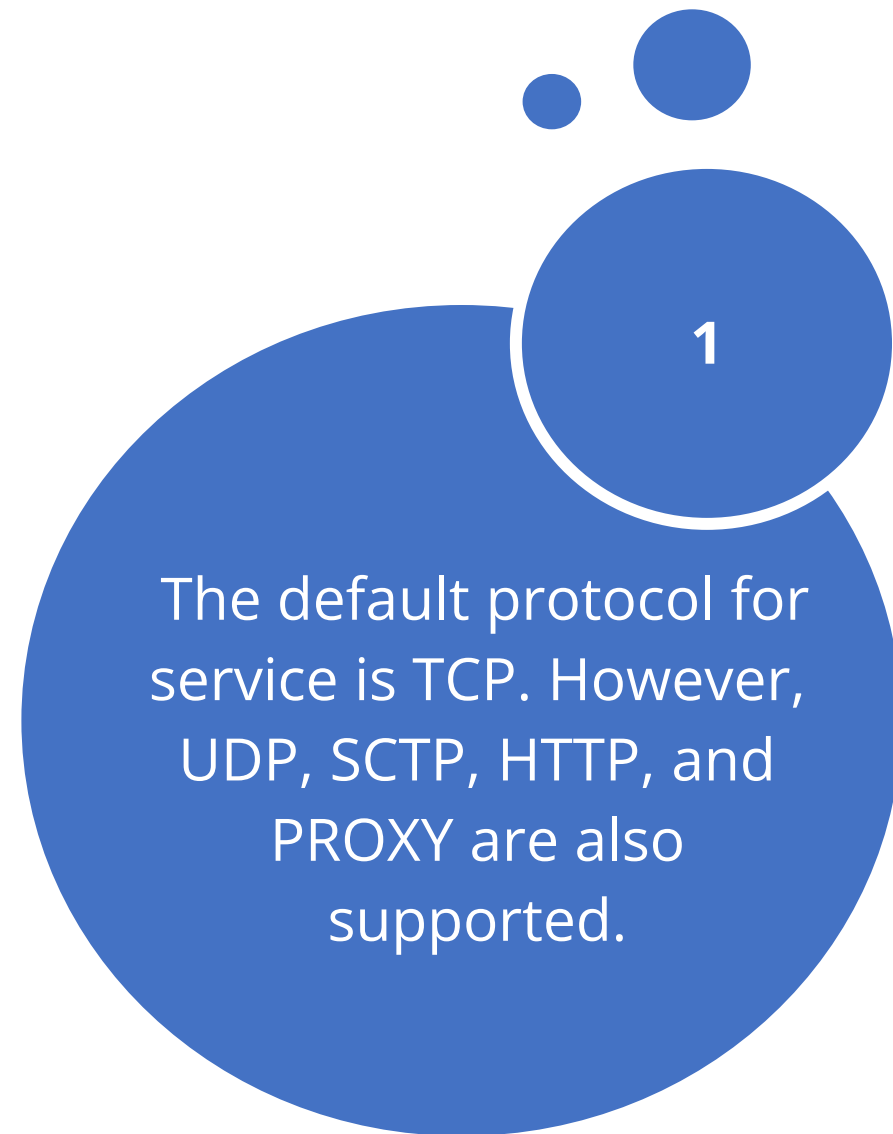 1
The default protocol for
service is TCP. However,
UDP, SCTP, HTTP, and
PROXY are also
supported.